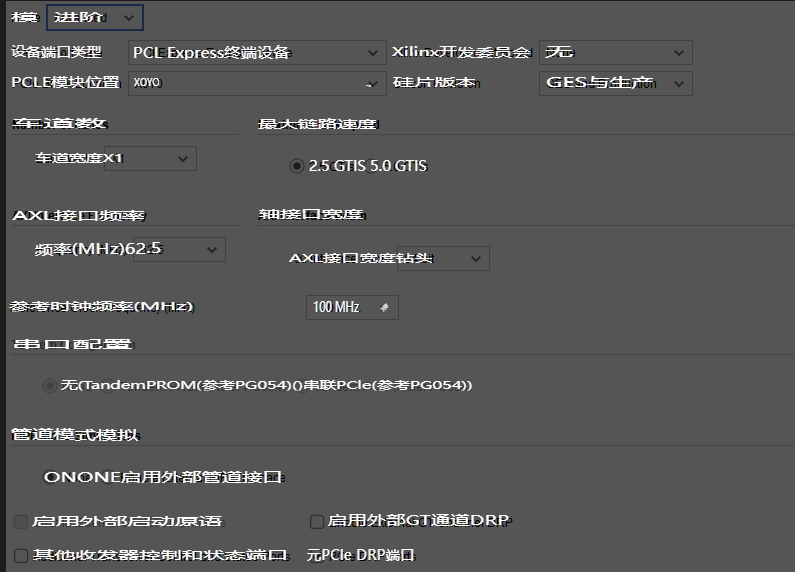 模 进阶
设备端口类型 PCL Express终端设备 Xilinx开发委员会 无
PCLE模块位置 XOYO 硅片版本 GES与生产
车道数 最大链路速度
车道宽度X1 2.5 GTIS 5.0 GTIS
AXL接口频率 轴接口宽度
频率(MHz)62.5 AXL接口宽度钻头
参考时钟频率(MHz) 100 MHz
串口配置
无(TandemPROM(参考PG054)()串联PCle(参考PG054))
管道模式模拟
ONONE启用外部管道接口
启用外部启动原语 启用外部GT通道DRP
其他收发器控制和状态端口 元PCle DRP端口